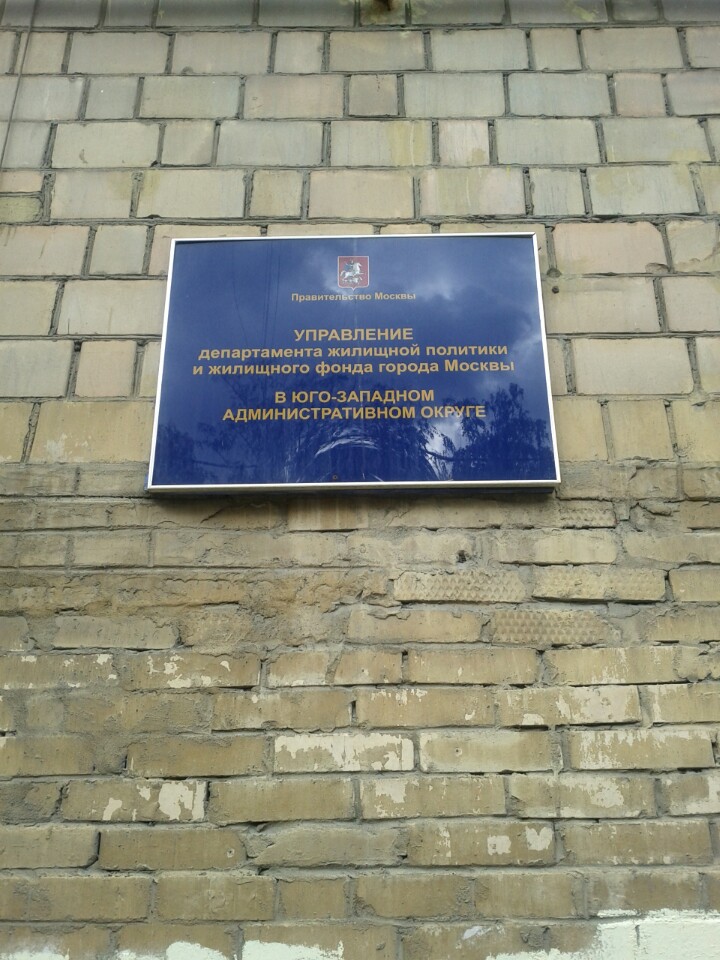 Правительство Москвы
УПРАВЛЕНИЕ
департамента жилищной политики
и жилищного фонда города Москвы
В ЮГО-ЗАПАДНОМ
АДМИНИСТРАТИВНОМ ОКРУГЕ